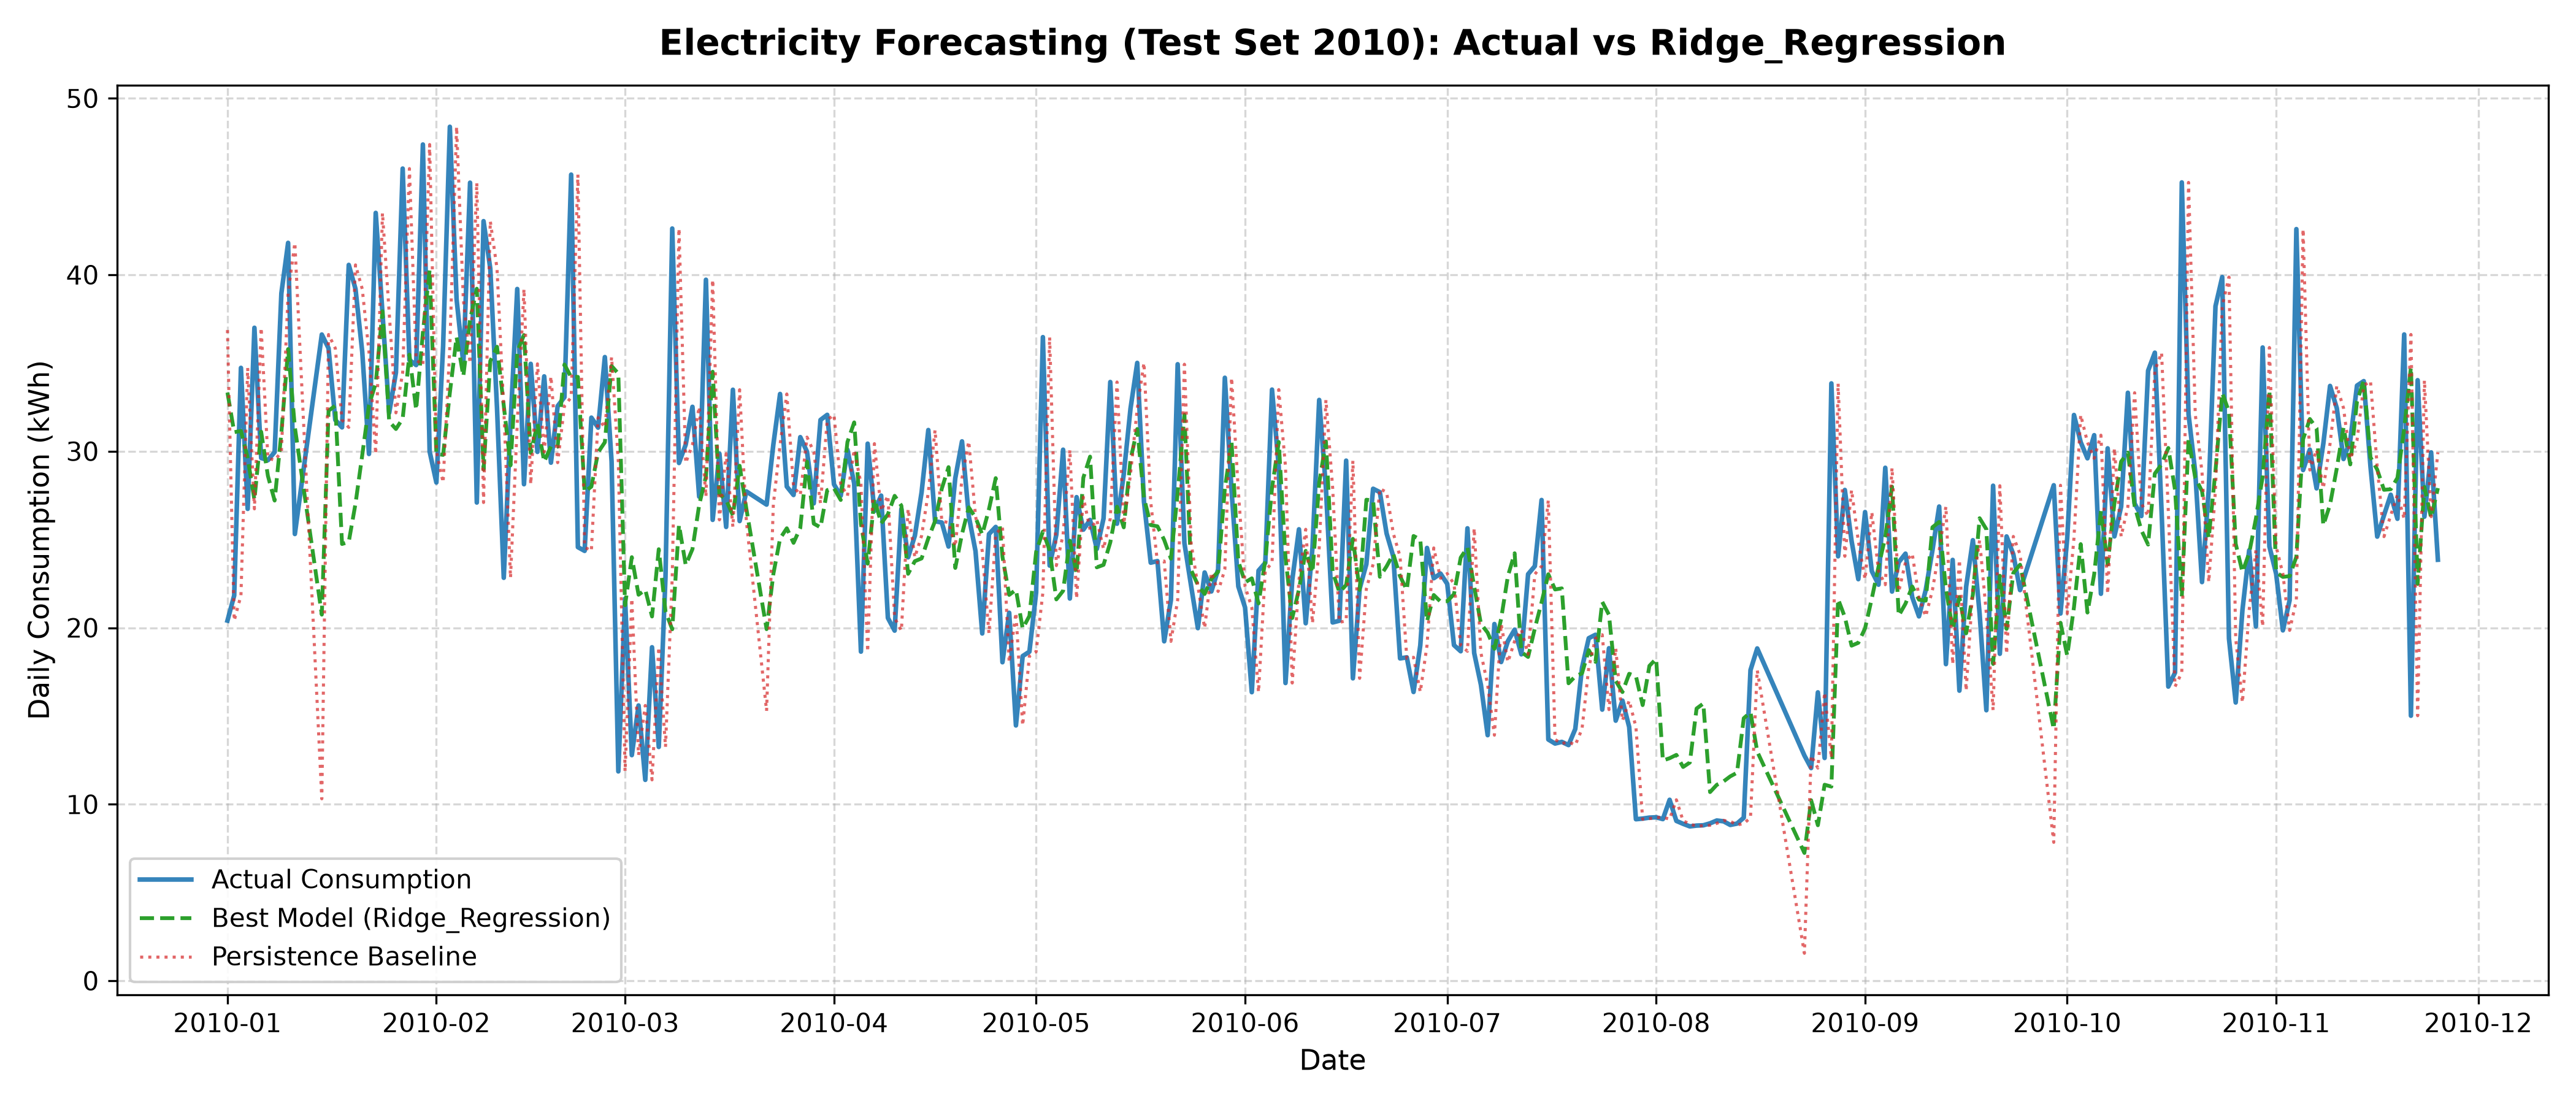 Electricity Forecasting (Test Set 2010): Actual vs Ridge_Regression
Daily Consumption (kWh)
50
40
30
20
10
0
Actual Consumption
Best Model (Ridge_Regression)
Persistence Baseline
2010-01 2010-02 2010-03 2010-04 2010-05 2010-06 2010-07 2010-08 2010-09 2010-10 2010-11 2010-12
Date